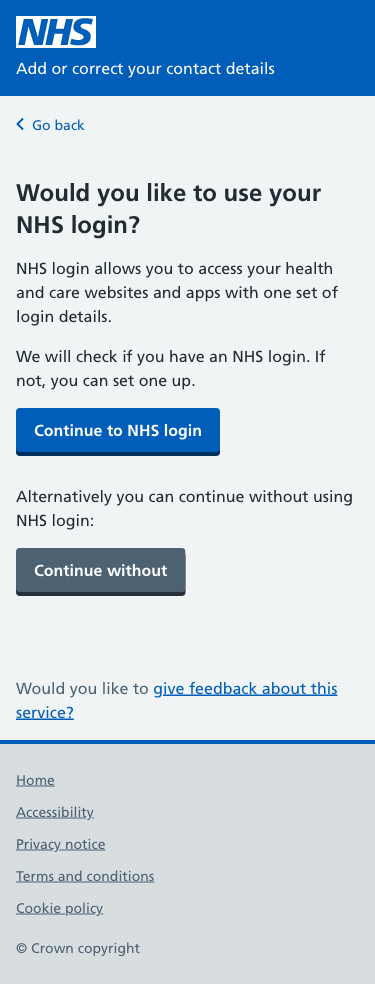 NHS
Add or correct your contact details
Go back
Would you like to use your
NHS login?
NHS login allows you to access your health
and care websites and apps with one set of
login details.
We will check if you have an NHS login. If
not, you can set one up.
Continue to NHS login
Alternatively you can continue without using
NHS login:
Continue without
Would you like to give feedback about this
service?
Home
Accessibility
Privacy notice
Terms and conditions
Cookie policy
© Crown copyright